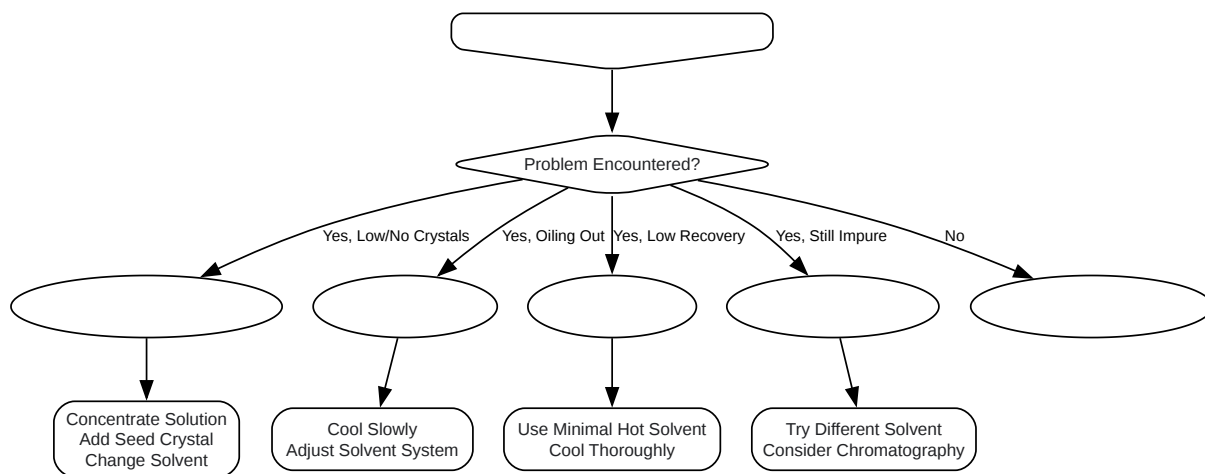 Problem Encountered?
Yes, Low/No Crystals
Yes, Oiling Out
Yes, Low Recovery
Yes, Still Impure
No
Concentrate Solution
Add Seed Crystal
Change Solvent
Cool Slowly
Adjust Solvent System
Use Minimal Hot Solvent
Cool Thoroughly
Try Different Solvent
Consider Chromatography